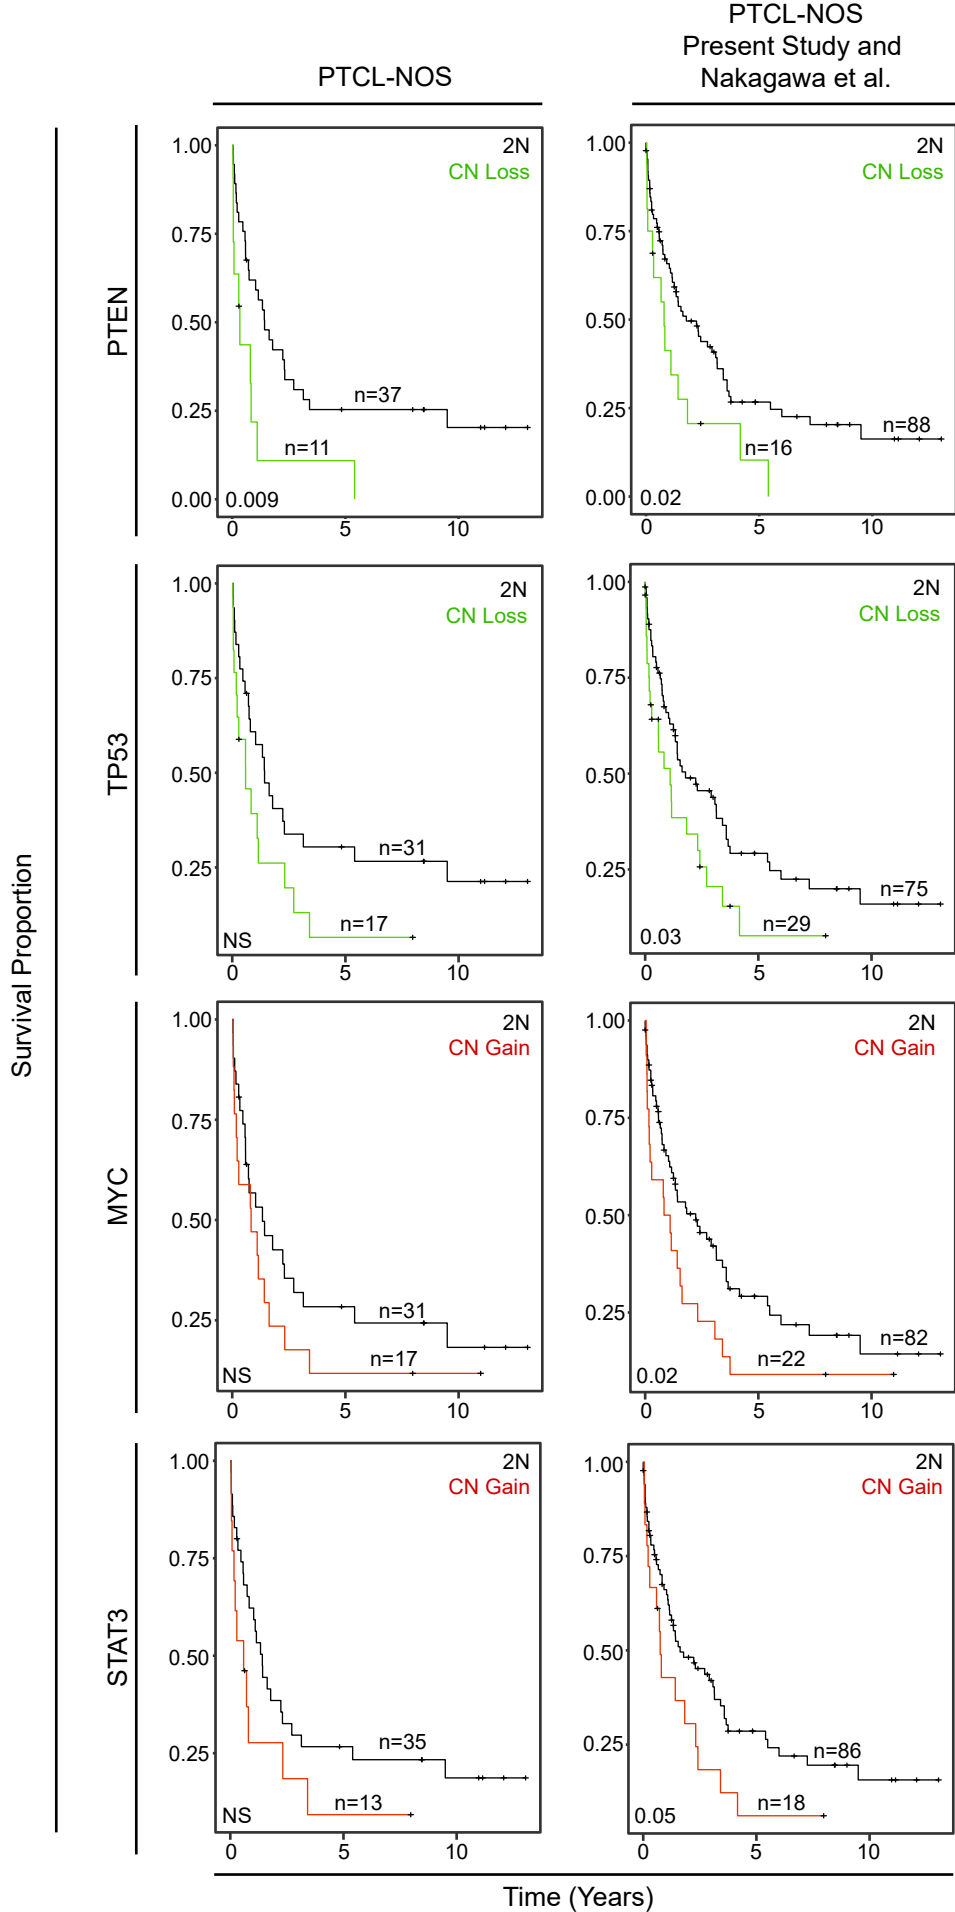 PTCL-NOS
PTCL-NOS
Present Study and
Nakagawa et al.
Survival Proportion
PTEN
1.00
0.75
0.50
0.25
0.00
2N
CN Loss
n=37
n=11
0.009
0
5
10
1.00
0.75
0.50
0.25
0.00
2N
CN Loss
n=88
n=16
0.02
0
5
10
TP53
1.00
0.75
0.50
0.25
2N
CN Loss
n=31
n=17
NS
0
5
10
1.00
0.75
0.50
0.25
2N
CN Loss
n=75
n=29
0.03
0
5
10
MYC
1.00
0.75
0.50
0.25
2N
CN Gain
n=31
n=17
NS
0
5
10
1.00
0.75
0.50
0.25
2N
CN Gain
n=82
n=22
0.02
0
5
10
STAT3
1.00
0.75
0.50
0.25
2N
CN Gain
n=35
n=13
NS
0
5
10
1.00
0.75
0.50
0.25
2N
CN Gain
n=86
n=18
0.05
0
5
10
Time (Years)